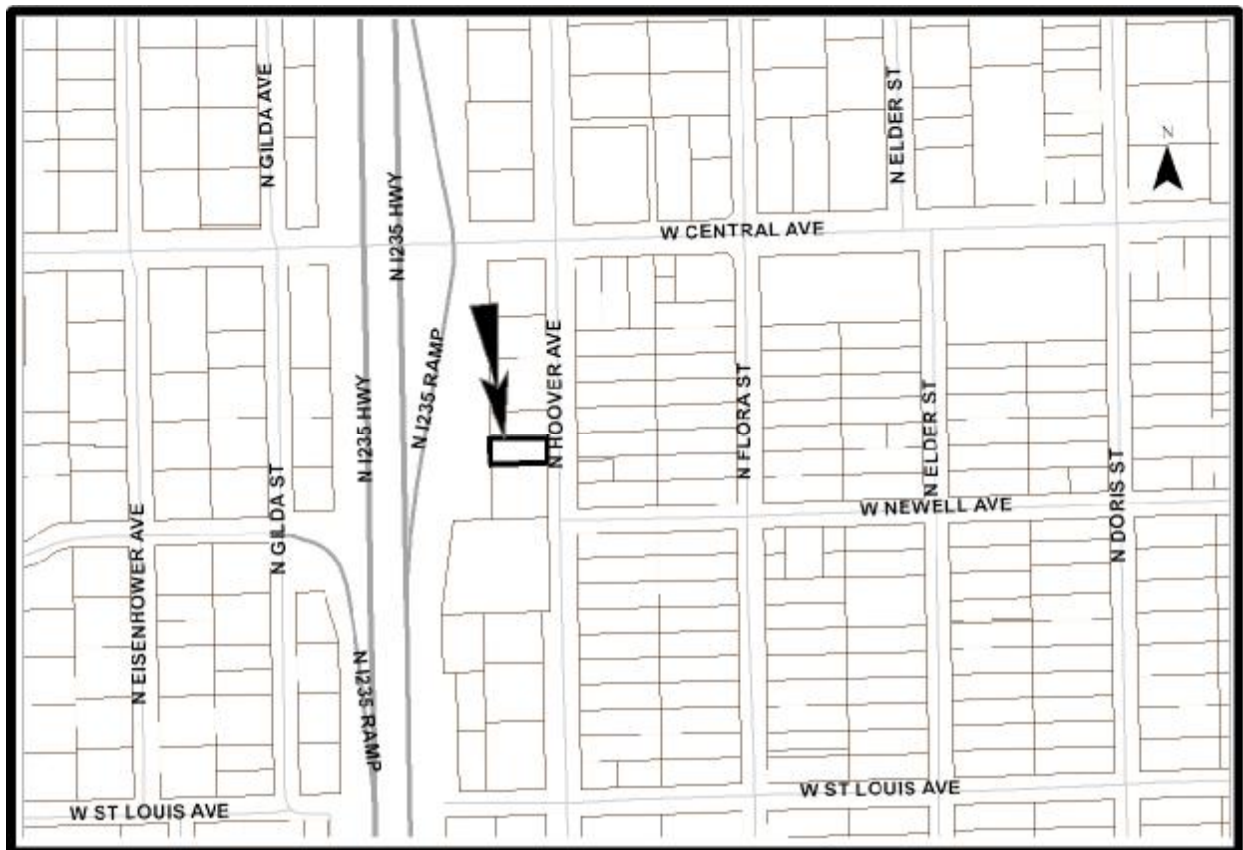 N GILDA AVE
N ELDER ST
N
N I235 HWY
W CENTRAL AVE
N I235 RAMP
N HOOVER AVE
N I235 HWY
N FLORA ST
N ELDER ST
N GILDA ST
N EISENHOWER AVE
W NEWELL AVE
N DORIS ST
N I235 RAMP
W ST LOUIS AVE
W ST LOUIS AVE